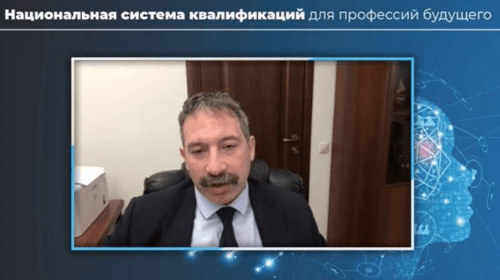 Национальная система квалификаций для профессий будущего